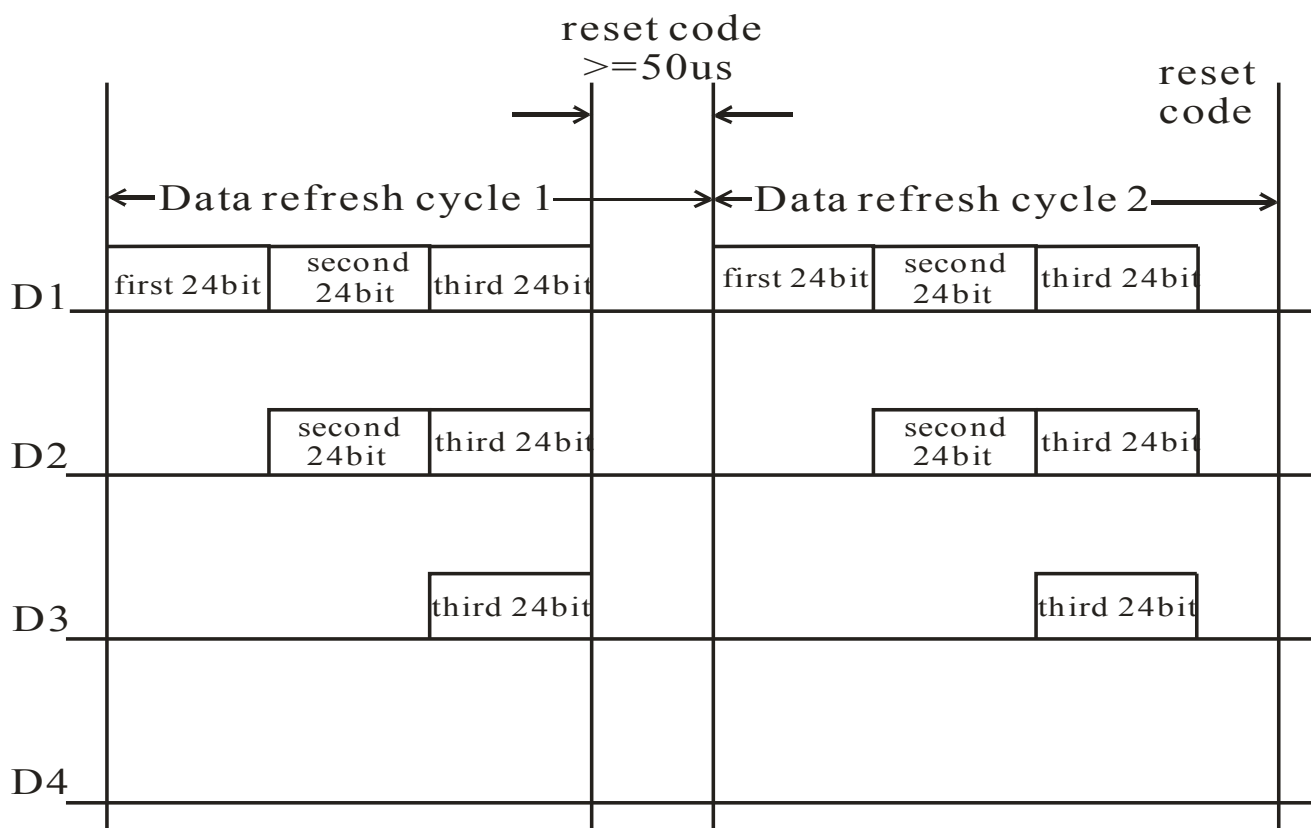 reset code
>=50us
reset
code
Data refresh cycle 1
Data refresh cycle 2
D1
first 24bit
second
24bit
third 24bit
first 24bit
second
24bit
third 24bit
D2
second
24bit
third 24bit
second
24bit
third 24bit
D3
third 24bit
third 24bit
D4